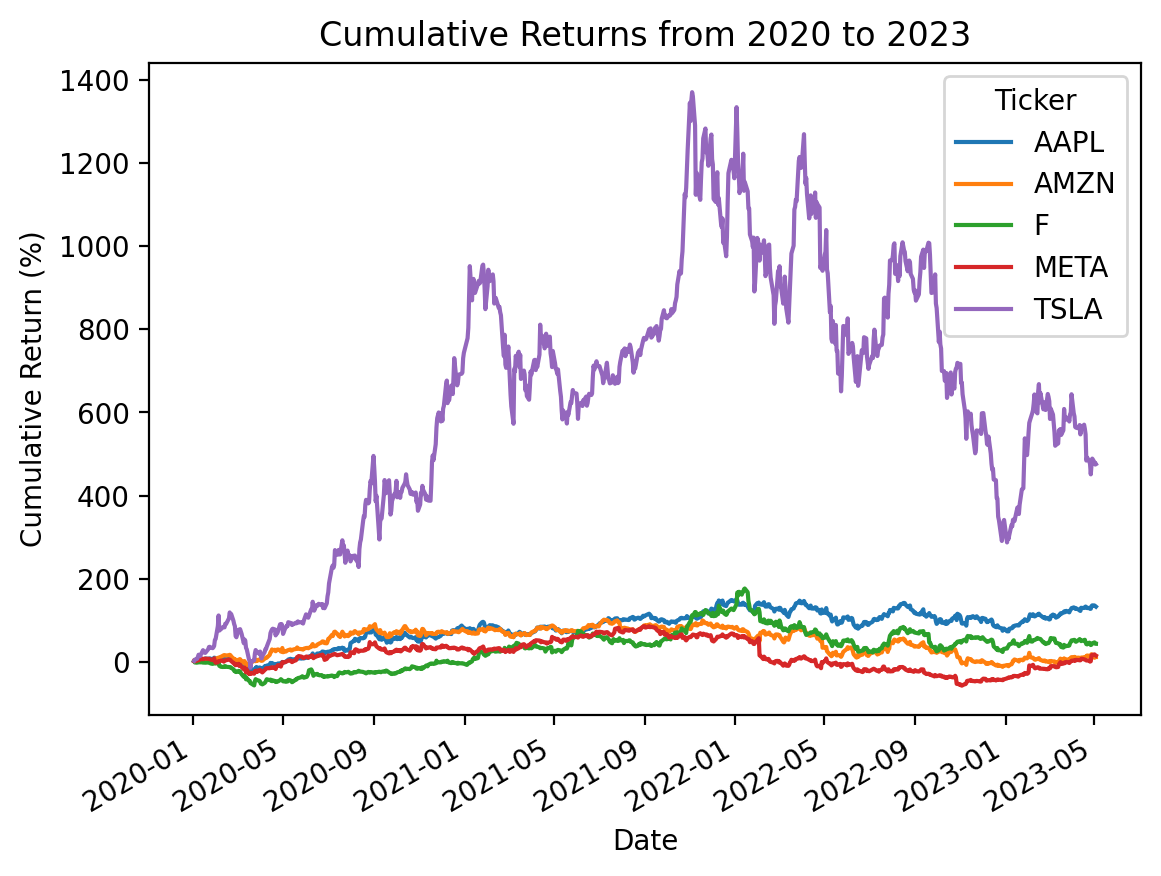 Cumulative Returns from 2020 to 2023
Cumulative Return (%)
1400
1200
1000
800
600
400
200
0
Ticker
AAPL
AMZN
F
META
TSLA
2020-01
2020-05
2020-09
2021-01
2021-05
2021-09
2022-01
2022-05
2022-09
2023-01
2023-05
Date